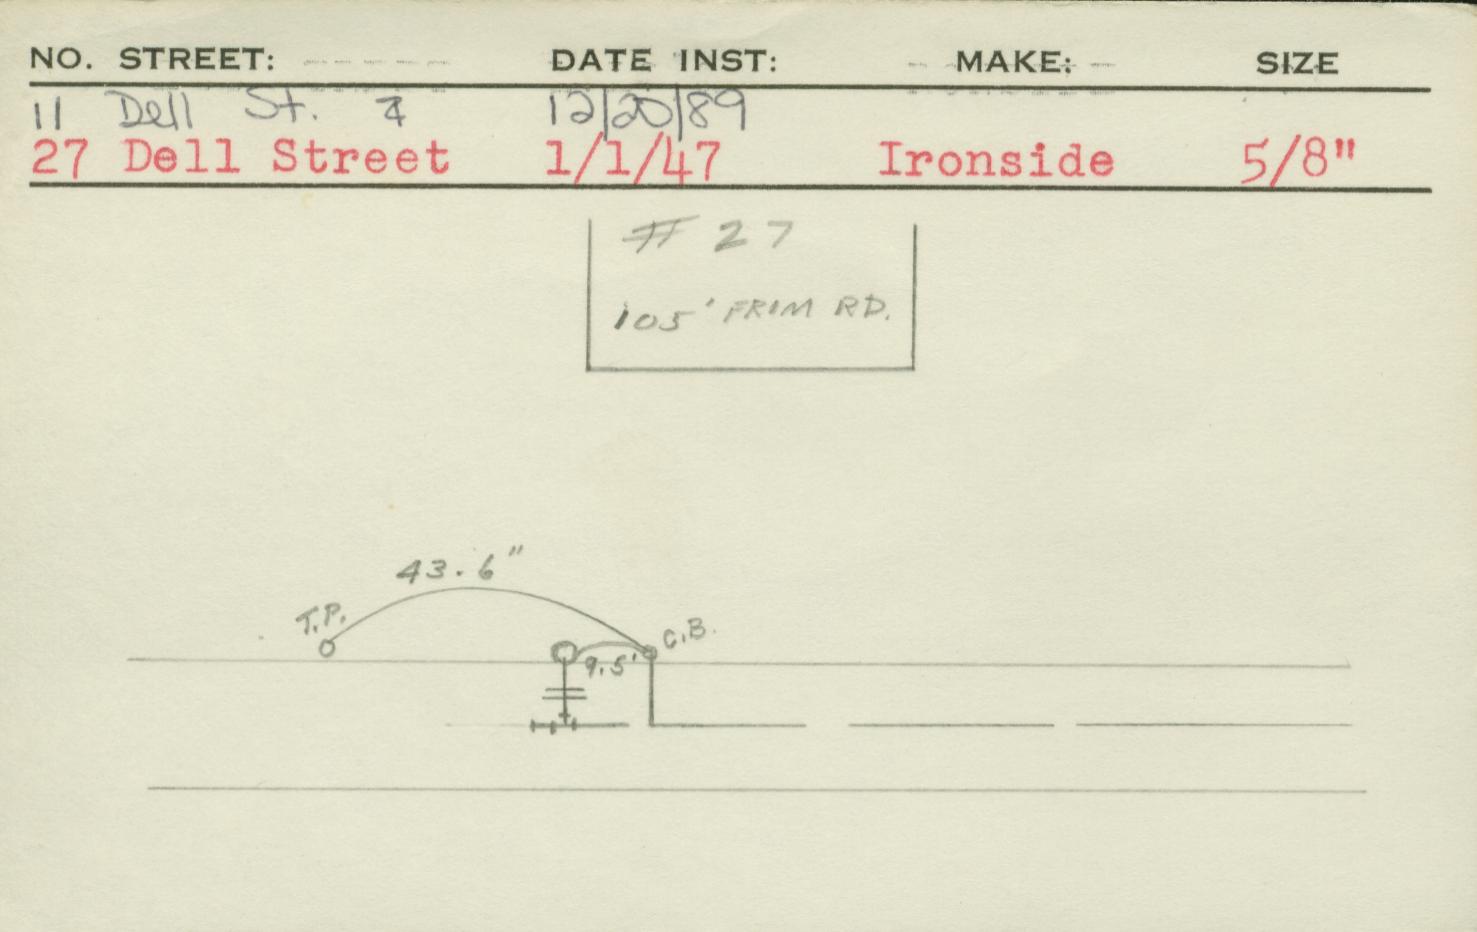 NO. STREET: DATE INST: MAKE: SIZE
11 Dell St. & 12/20/89
27 Dell Street 1/1/47 Ironside 5/8"
# 27
105' FROM RD.
43.6"
T.P.
C.B.
9.5'